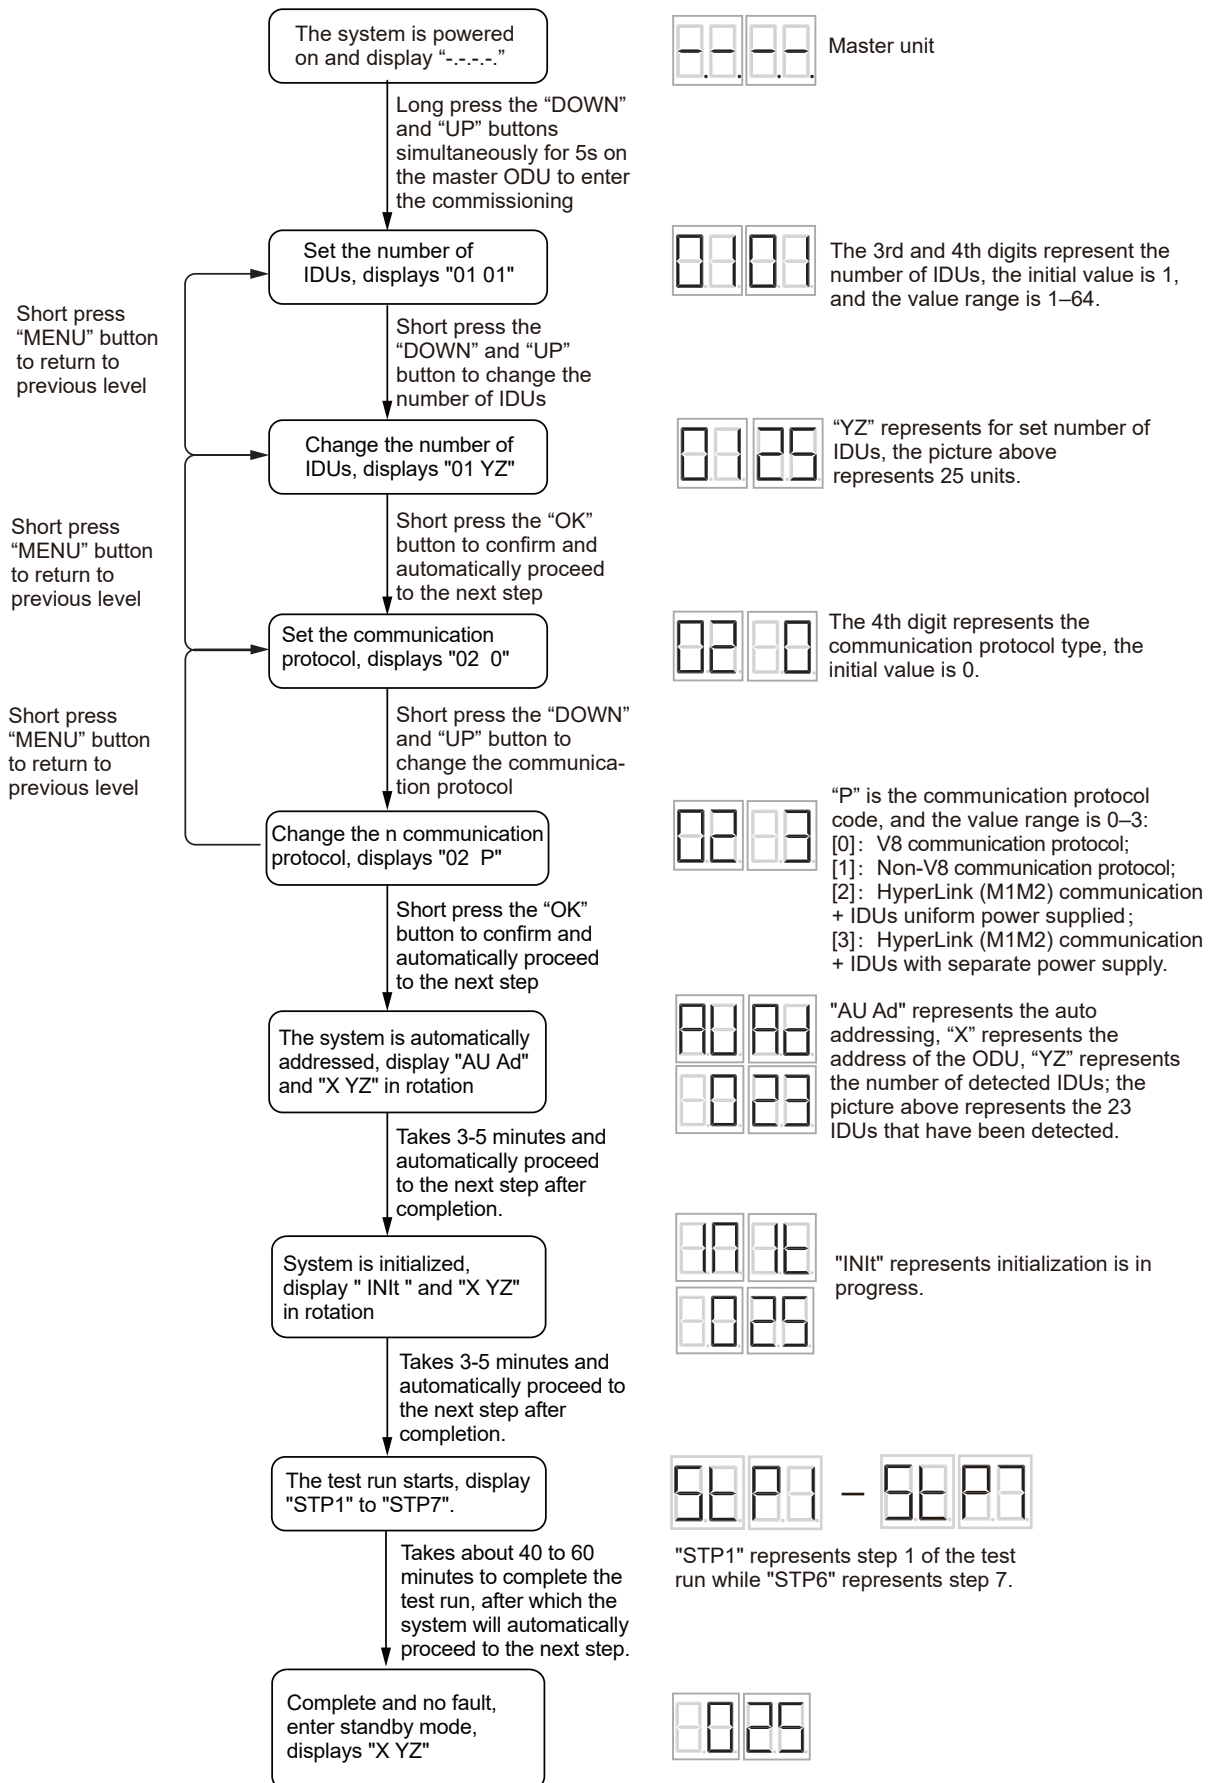 The system is powered
on and display “-.-.-.-.”
-.-.-.-.
Master unit
Long press the “DOWN”
and “UP” buttons
simultaneously for 5s on
the master ODU to enter
the commissioning
Set the number of
IDUs, displays "01 01"
0101
The 3rd and 4th digits represent the
number of IDUs, the initial value is 1,
and the value range is 1–64.
Short press
“MENU” button
to return to
previous level
Short press the
“DOWN” and “UP”
button to change the
number of IDUs
Change the number of
IDUs, displays "01 YZ"
0125
“YZ” represents for set number of
IDUs, the picture above
represents 25 units.
Short press
“MENU” button
to return to
previous level
Short press the “OK”
button to confirm and
automatically proceed
to the next step
Set the communication
protocol, displays "02  0"
02 0
The 4th digit represents the
communication protocol type, the
initial value is 0.
Short press
“MENU” button
to return to
previous level
Short press the “DOWN”
and “UP” button to
change the communica-
tion protocol
Change the n communication
protocol, displays "02  P"
02 3
“P” is the communication protocol
code, and the value range is 0–3:
[0]: V8 communication protocol;
[1]: Non-V8 communication protocol;
[2]: HyperLink (M1M2) communication
+ IDUs uniform power supplied;
[3]: HyperLink (M1M2) communication
+ IDUs with separate power supply.
Short press the “OK”
button to confirm and
automatically proceed
to the next step
The system is automatically
addressed, display "AU Ad"
and "X YZ" in rotation
AU Ad
023
"AU Ad" represents the auto
addressing, “X” represents the
address of the ODU, “YZ” represents
the number of detected IDUs; the
picture above represents the 23
IDUs that have been detected.
Takes 3-5 minutes and
automatically proceed
to the next step after
completion.
System is initialized,
display " INIt " and "X YZ"
in rotation
INIt
025
"INIt" represents initialization is in
progress.
Takes 3-5 minutes and
automatically proceed to
the next step after
completion.
The test run starts, display
"STP1" to "STP7".
StP1 – StP7
"STP1" represents step 1 of the test
run while "STP6" represents step 7.
Takes about 40 to 60
minutes to complete the
test run, after which the
system will automatically
proceed to the next step.
Complete and no fault,
enter standby mode,
displays "X YZ"
025